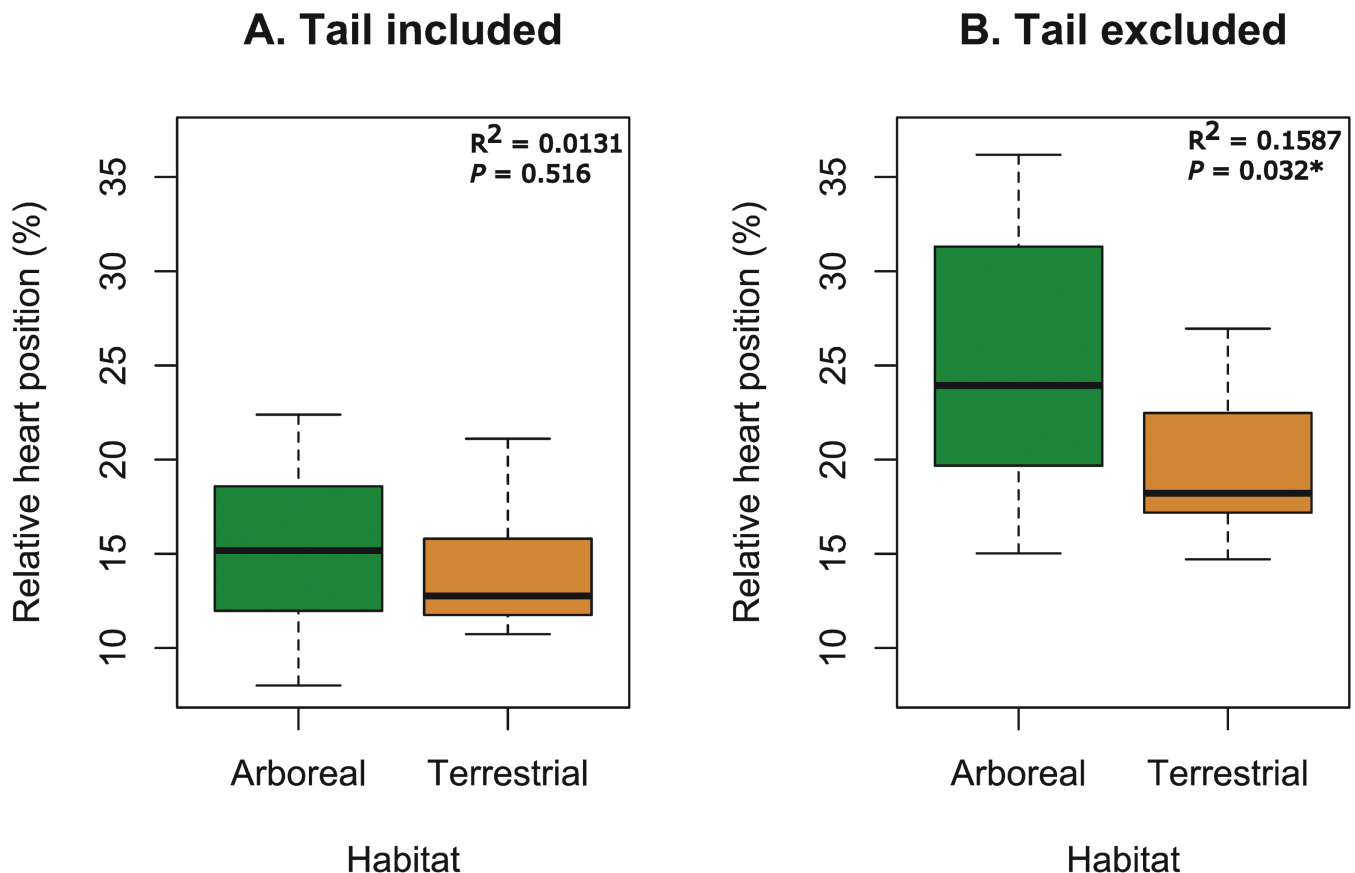 A. Tail included
R² = 0.0131
P = 0.516
Relative heart position (%)
35
30
25
20
15
10
Arboreal
Terrestrial
Habitat
B. Tail excluded
R² = 0.1587
P = 0.032*
Relative heart position (%)
35
30
25
20
15
10
Arboreal
Terrestrial
Habitat